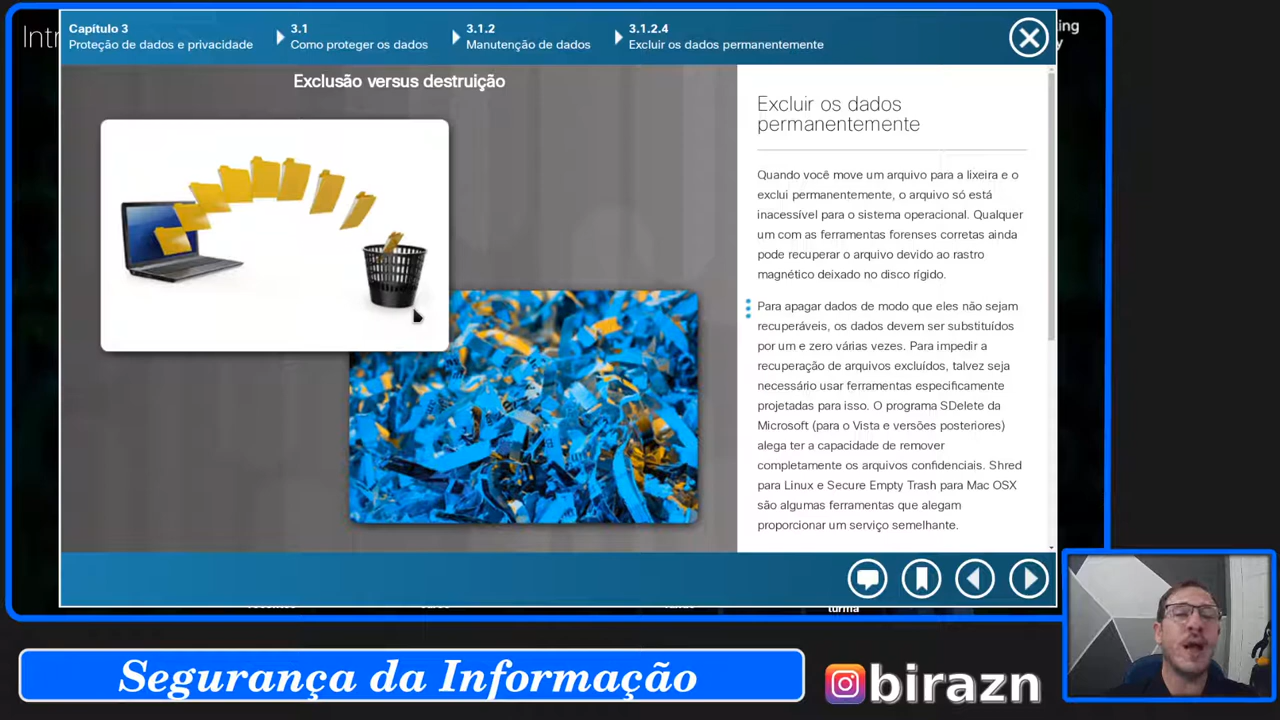 Intr
king
y
Capítulo 3
Proteção de dados e privacidade
3.1
Como proteger os dados
3.1.2
Manutenção de dados
3.1.2.4
Excluir os dados permanentemente
Exclusão versus destruição
Excluir os dados
permanentemente
Quando você move um arquivo para a lixeira e o
exclui permanentemente, o arquivo só está
inacessível para o sistema operacional. Qualquer
um com as ferramentas forenses corretas ainda
pode recuperar o arquivo devido ao rastro
magnético deixado no disco rígido.
Para apagar dados de modo que eles não sejam
recuperáveis, os dados devem ser substituídos
por um e zero várias vezes. Para impedir a
recuperação de arquivos excluídos, talvez seja
necessário usar ferramentas especificamente
projetadas para isso. O programa SDelete da
Microsoft (para o Vista e versões posteriores)
alega ter a capacidade de remover
completamente os arquivos confidenciais. Shred
para Linux e Secure Empty Trash para Mac OSX
são algumas ferramentas que alegam
proporcionar um serviço semelhante.
turma
Segurança da Informação
birazn